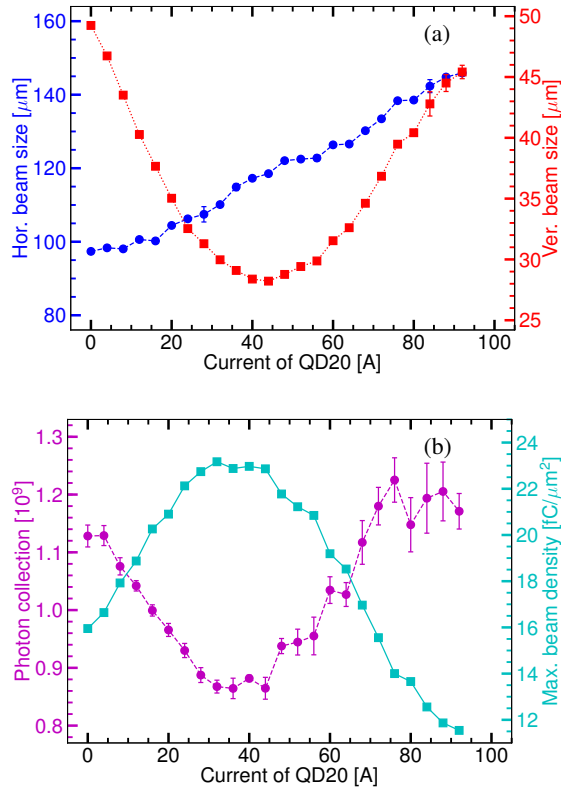 (a)
160
140
120
100
80
Hor. beam size [μm]
50
45
40
35
30
25
Ver. beam size [μm]
0 20 40 60 80 100
Current of QD20 [A]
(b)
1.3
1.2
1.1
1.0
0.9
0.8
Photon collection [10⁹]
24
22
20
18
16
14
12
Max. beam density [fC/μm²]
0 20 40 60 80 100
Current of QD20 [A]